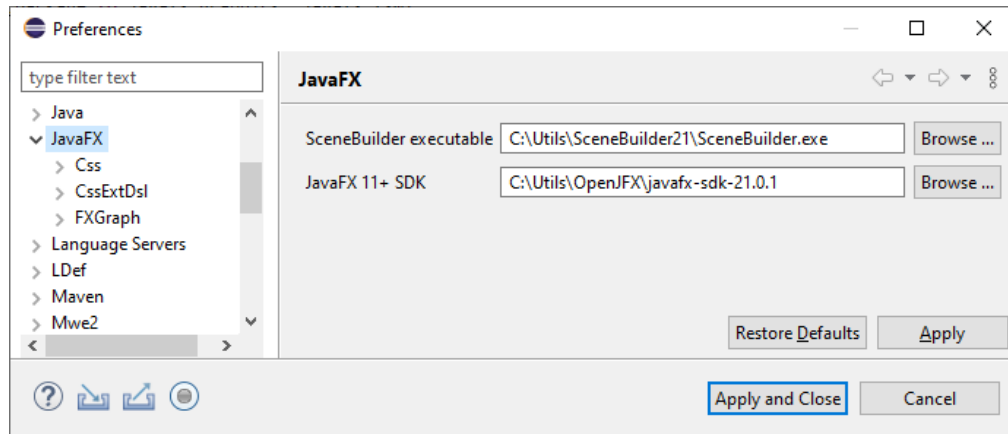 Preferences
type filter text
JavaFX
Java
JavaFX
Css
CssExtDsl
FXGraph
Language Servers
LDef
Maven
Mwe2
SceneBuilder executable C:\Utils\SceneBuilder21\SceneBuilder.exe Browse ...
JavaFX 11+ SDK C:\Utils\OpenJFX\javafx-sdk-21.0.1 Browse ...
Restore Defaults Apply
Apply and Close Cancel